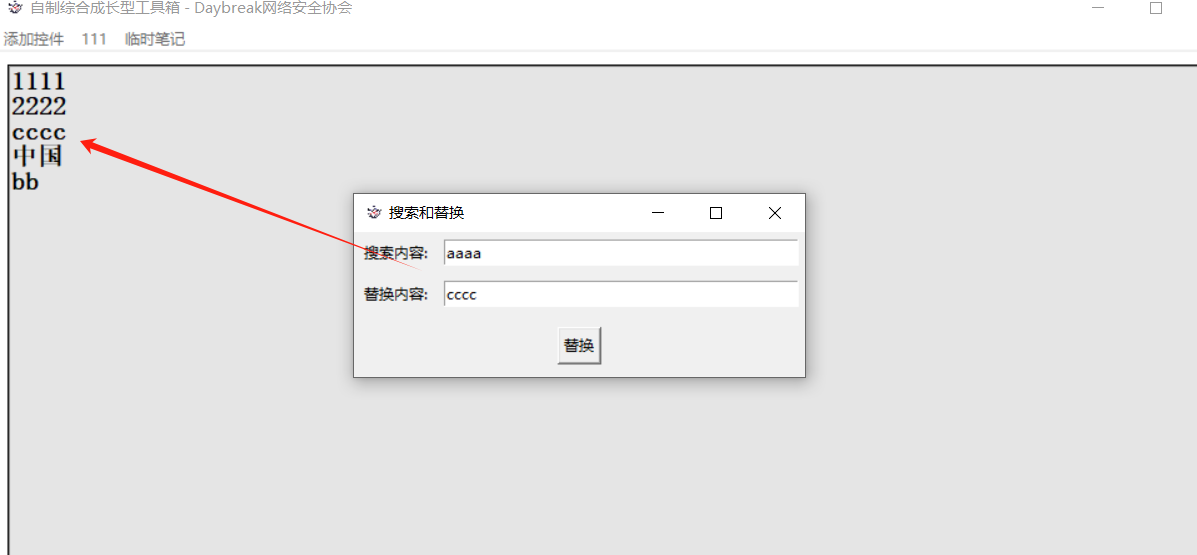 自制综合成长型工具箱 - Daybreak网络安全协会
添加控件 111 临时笔记
1111
2222
cccc
中国
bb
搜索和替换
搜索内容: aaaa
替换内容: cccc
替换